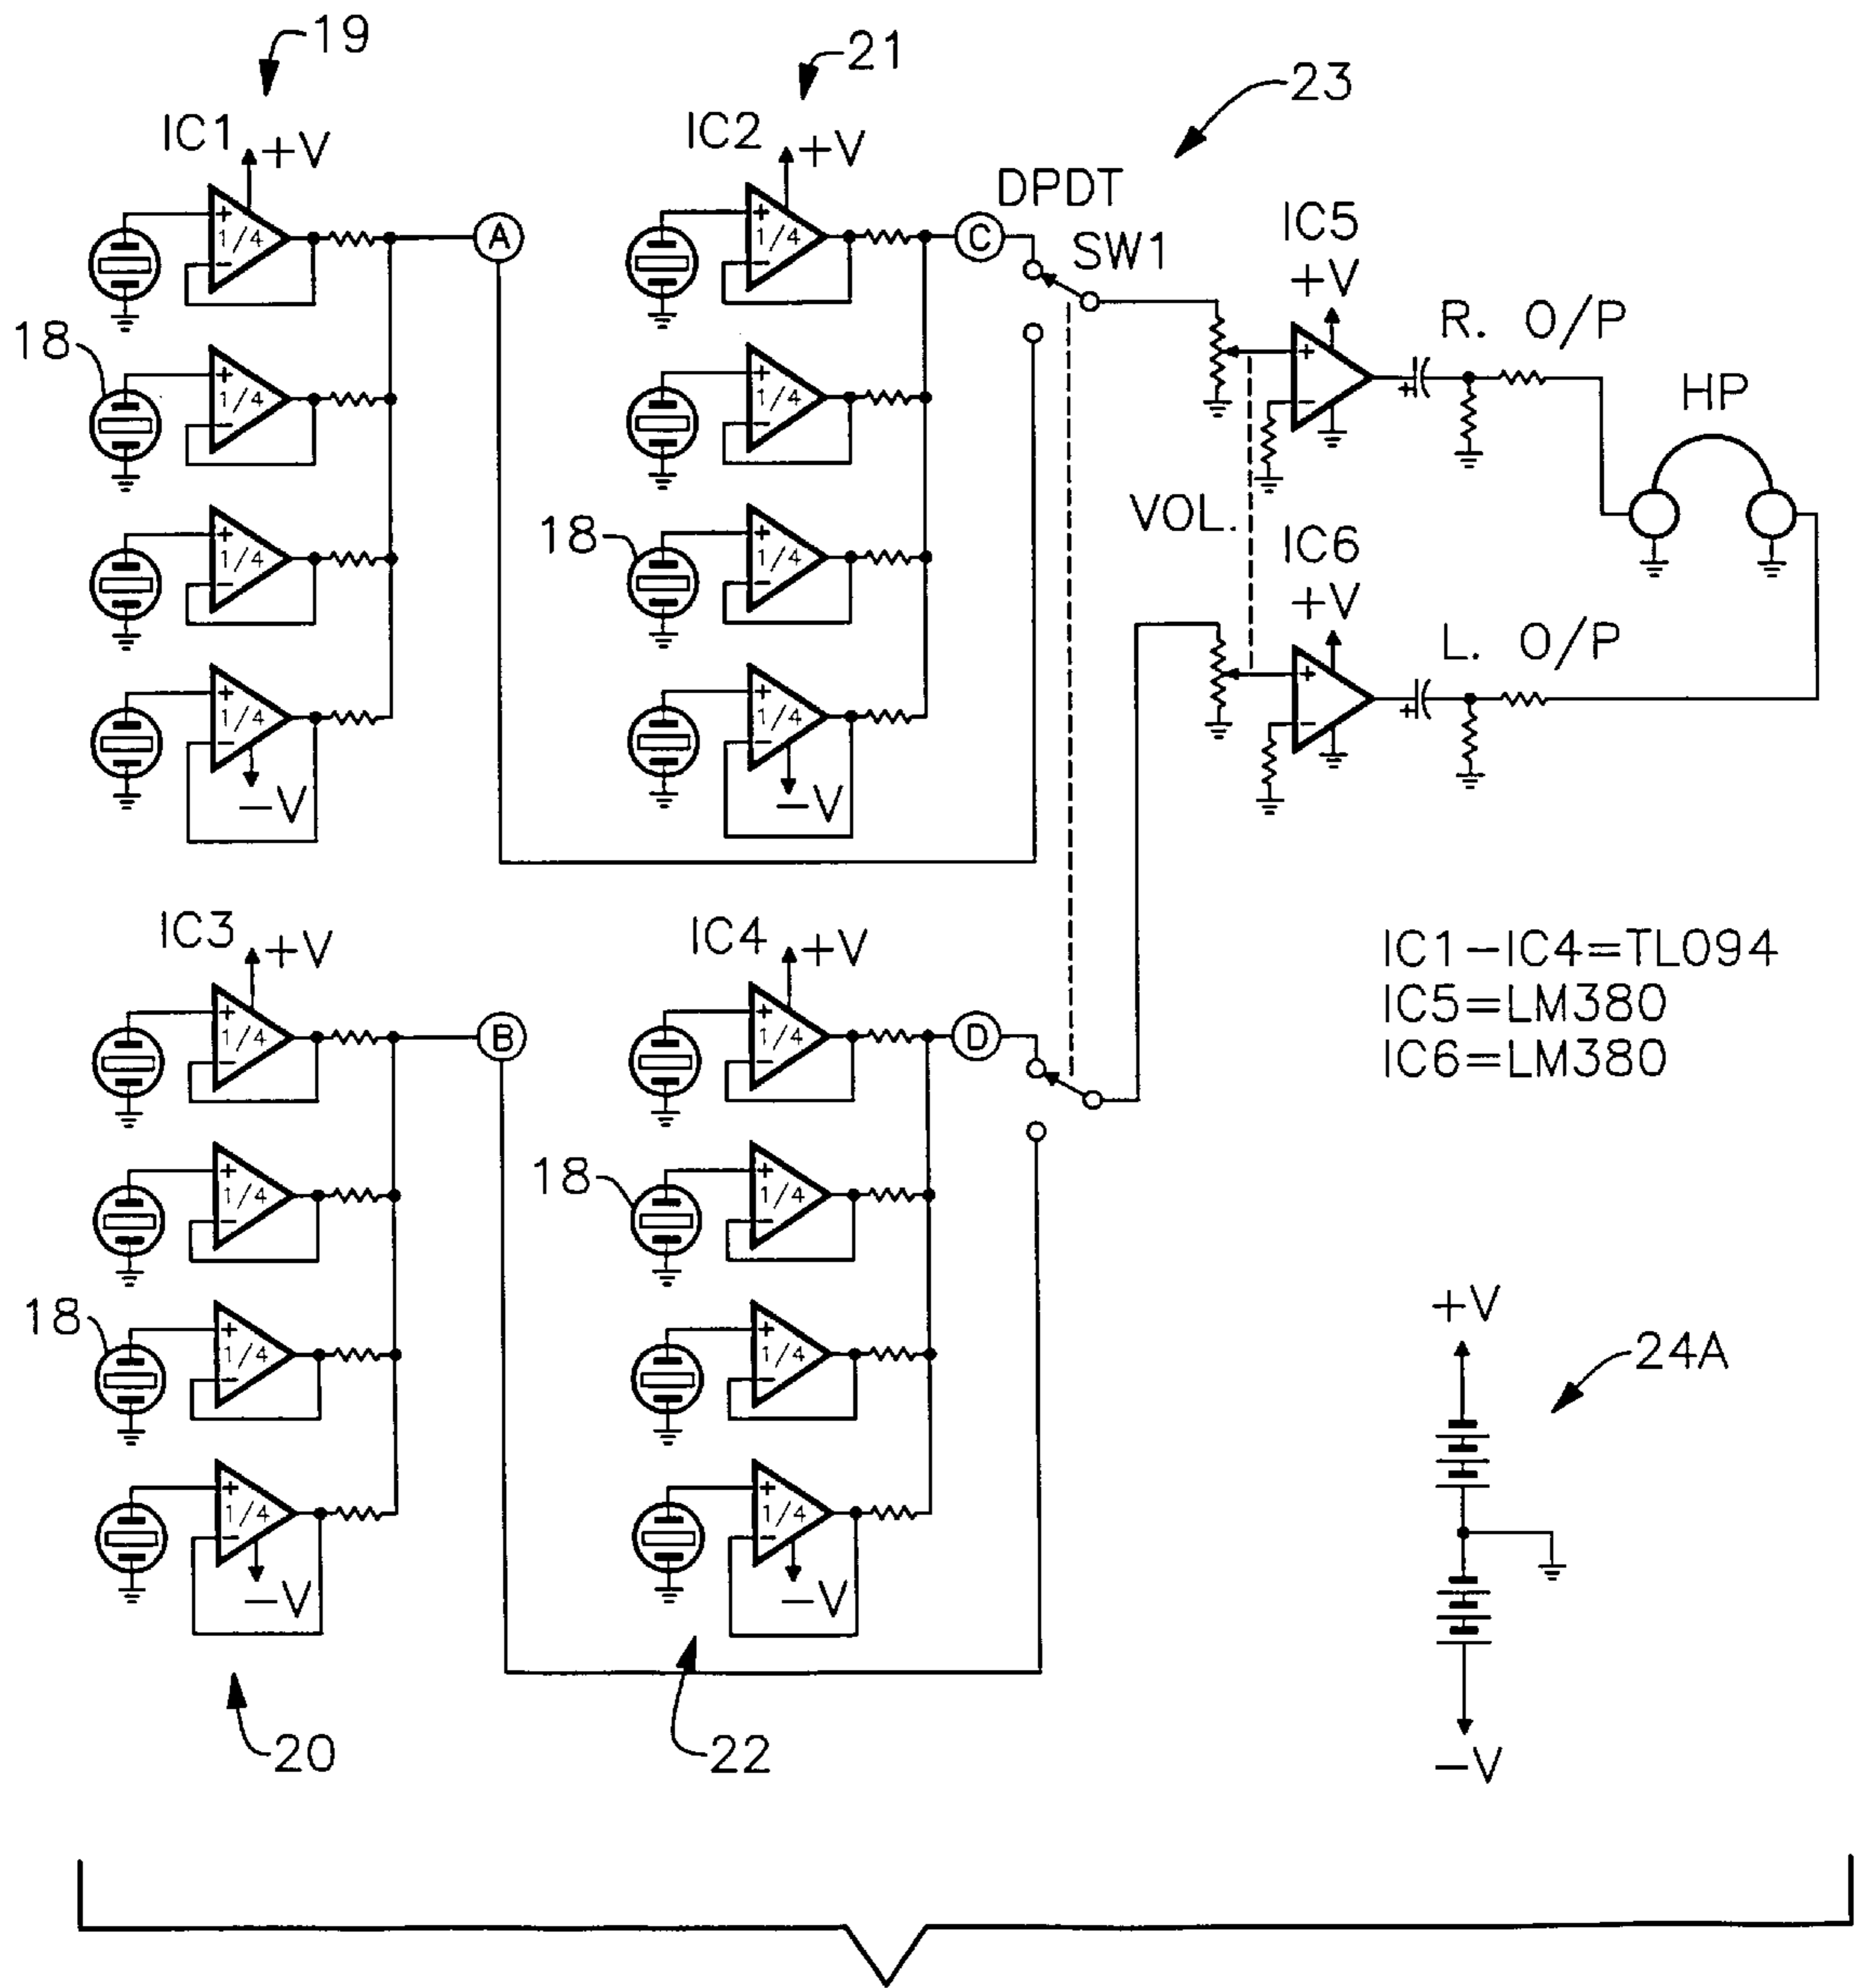 19
21
23
IC1
+V
IC2
+V
DPDT
SW1
IC5
+V
R. O/P
HP
+
1/4
−
A
+
1/4
−
C
+
−
+
18
+
1/4
−
+
1/4
−
VOL.
IC6
+V
L. O/P
+
1/4
−
18
+
1/4
−
+
−
+
+
1/4
−
−V
+
1/4
−
−V
IC3
+V
IC4
+V
IC1−IC4=TL094
IC5=LM380
IC6=LM380
+
1/4
−
B
+
1/4
−
D
+
1/4
−
18
+
1/4
−
18
+
1/4
−
+
1/4
−
+V
24A
+
1/4
−
−V
+
1/4
−
−V
20
22
−V